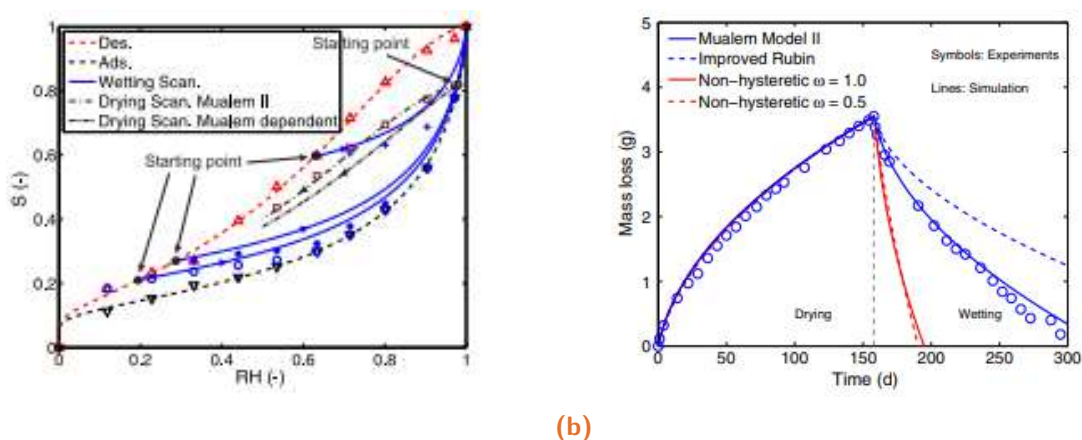 1
0.8
0.6
0.4
0.2
0
S (-)
Des.
Ads.
Wetting Scan.
Drying Scan. Mualem II
Drying Scan. Mualem dependent
Starting point
Starting point
0
0.2
0.4
0.6
0.8
1
RH (-)
5
4
3
2
1
0
Mass loss (g)
Mualem Model II
Improved Rubin
Non-hysteretic ω = 1.0
Non-hysteretic ω = 0.5
Symbols: Experiments
Lines: Simulation
Drying
Wetting
0
50
100
150
200
250
300
Time (d)
(b)